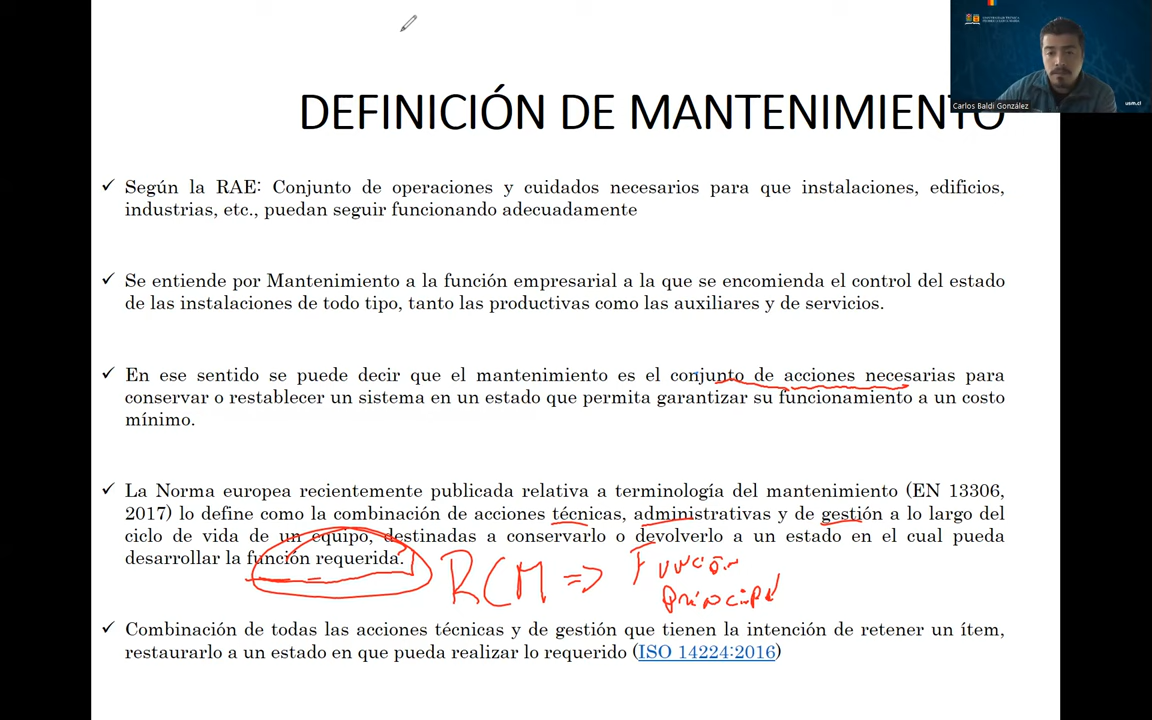 UNIVERSIDAD TÉCNICA
FEDERICO SANTA MARÍA
Carlos Baldi González
usm.cl
DEFINICIÓN DE MANTENIMIENTO
✓ Según la RAE: Conjunto de operaciones y cuidados necesarios para que instalaciones, edificios,
industrias, etc., puedan seguir funcionando adecuadamente
✓ Se entiende por Mantenimiento a la función empresarial a la que se encomienda el control del estado
de las instalaciones de todo tipo, tanto las productivas como las auxiliares y de servicios.
✓ En ese sentido se puede decir que el mantenimiento es el conjunto de acciones necesarias para
conservar o restablecer un sistema en un estado que permita garantizar su funcionamiento a un costo
mínimo.
✓ La Norma europea recientemente publicada relativa a terminología del mantenimiento (EN 13306,
2017) lo define como la combinación de acciones técnicas, administrativas y de gestión a lo largo del
ciclo de vida de un equipo, destinadas a conservarlo o devolverlo a un estado en el cual pueda
desarrollar la función requerida.
RCM => Función
principal
✓ Combinación de todas las acciones técnicas y de gestión que tienen la intención de retener un ítem,
restaurarlo a un estado en que pueda realizar lo requerido (ISO 14224:2016)